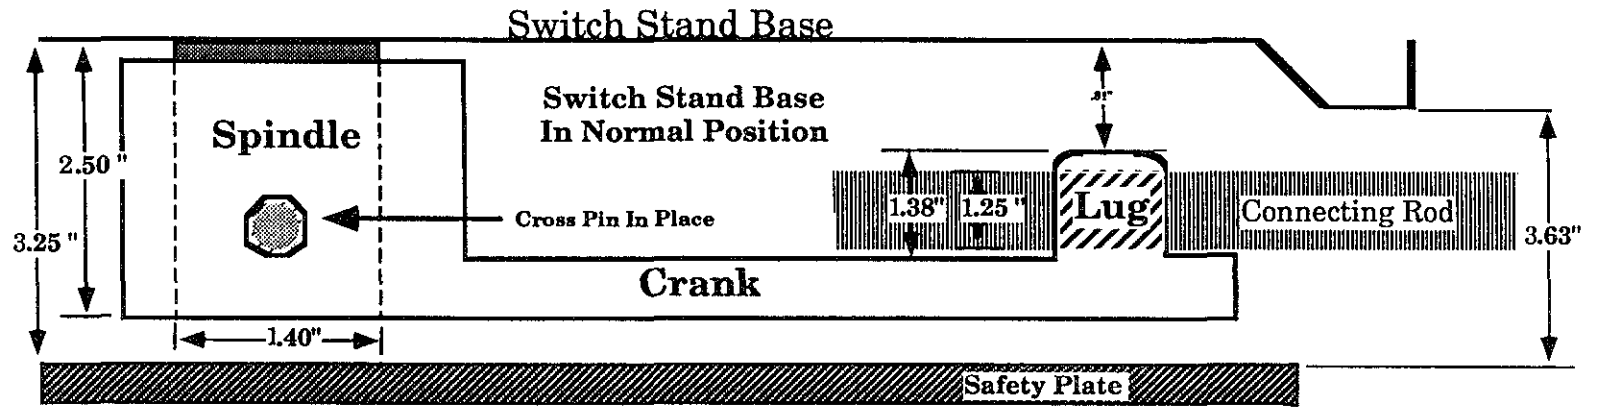 Switch Stand Base
Switch Stand Base
In Normal Position
Spindle
.81"
2.50 "
3.25 "
1.38"
1.25 "
Lug
Connecting Rod
Cross Pin In Place
3.63"
Crank
1.40"
Safety Plate